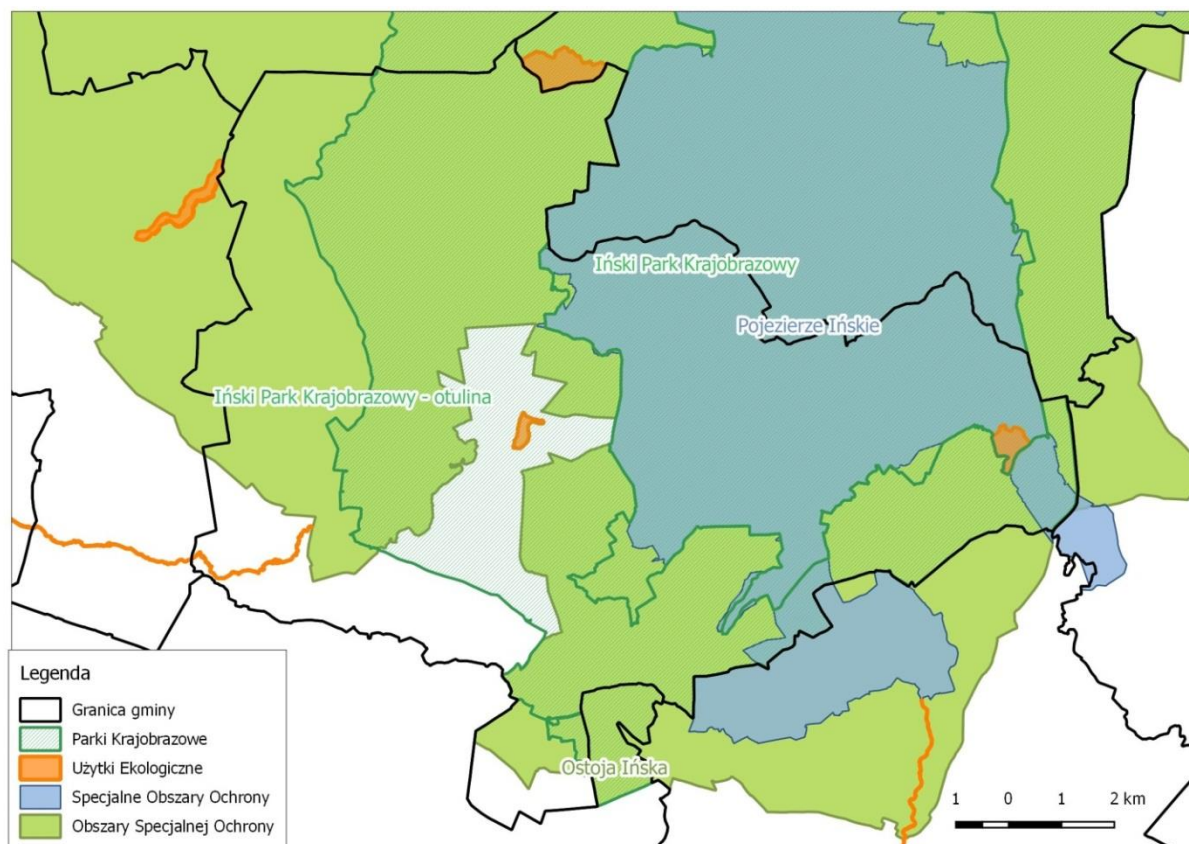 Iński Park Krajobrazowy
Pojezierze Ińskie
Iński Park Krajobrazowy - otulina
Ostoja Ińska
Legenda
Granica gminy
Parki Krajobrazowe
Użytki Ekologiczne
Specjalne Obszary Ochrony
Obszary Specjalnej Ochrony
1 0 1 2 km